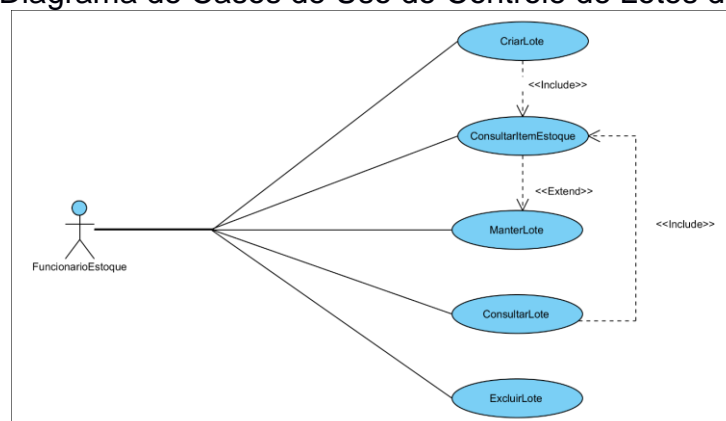 Diagrama de Casos de Uso de Controle de Lotes d
CriarLote
<<Include>>
ConsultarItemEstoque
<<Extend>>
<<Include>>
ManterLote
FuncionarioEstoque
ConsultarLote
ExcluirLote